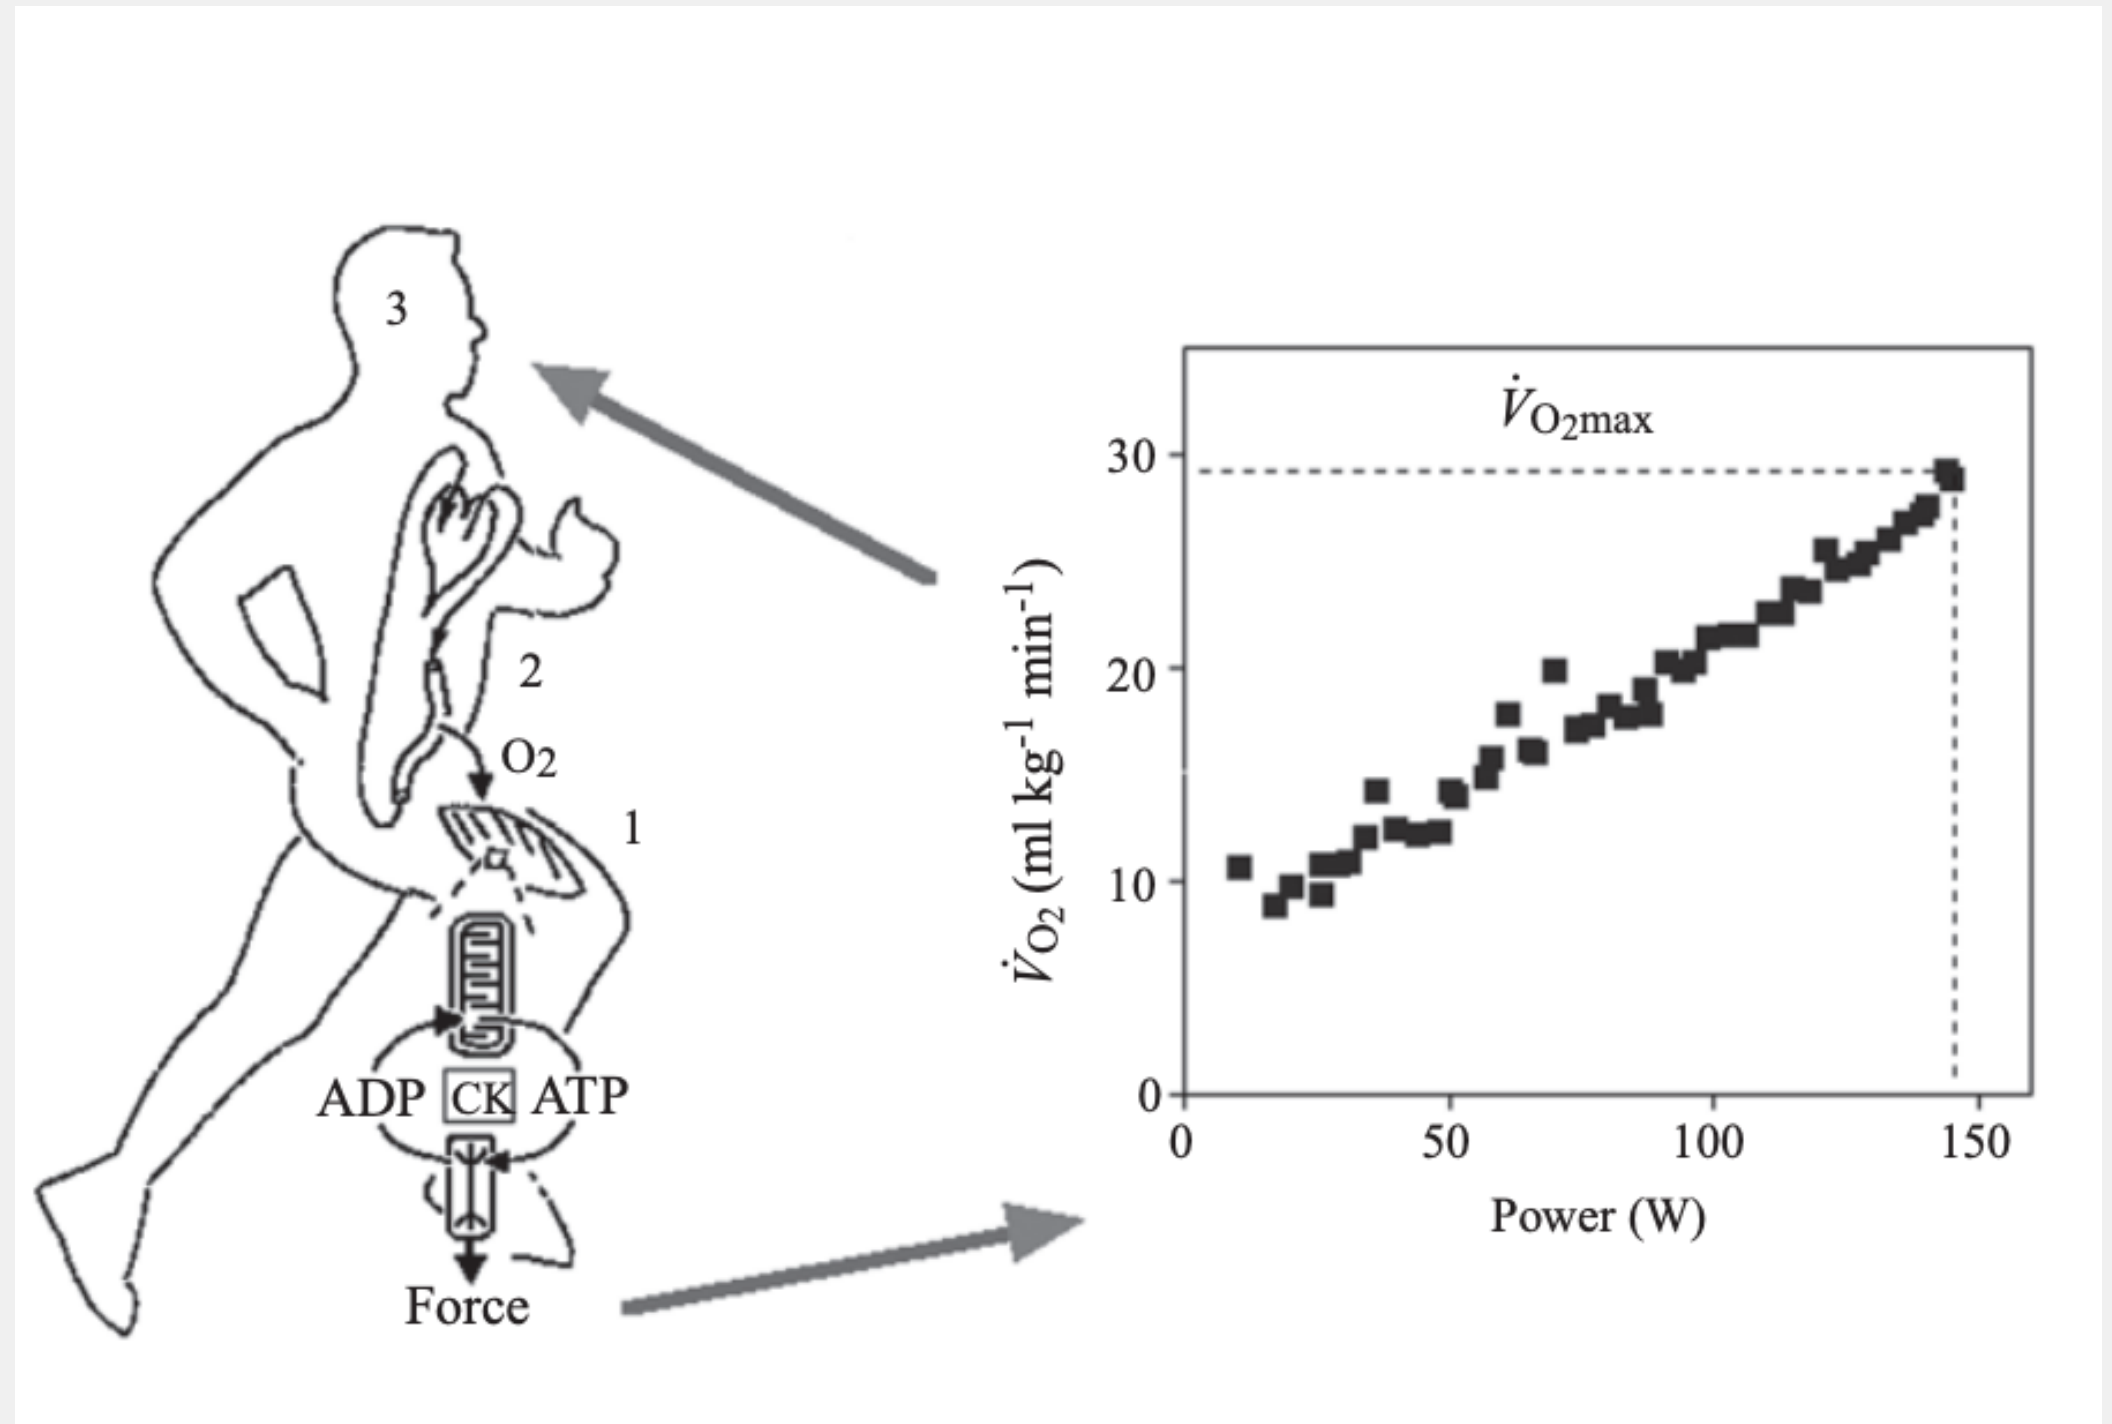 3
2
O2
1
ADP CK ATP
Force
V̇O2max
30
20
10
0
V̇O2 (ml kg-1 min-1)
0 50 100 150
Power (W)